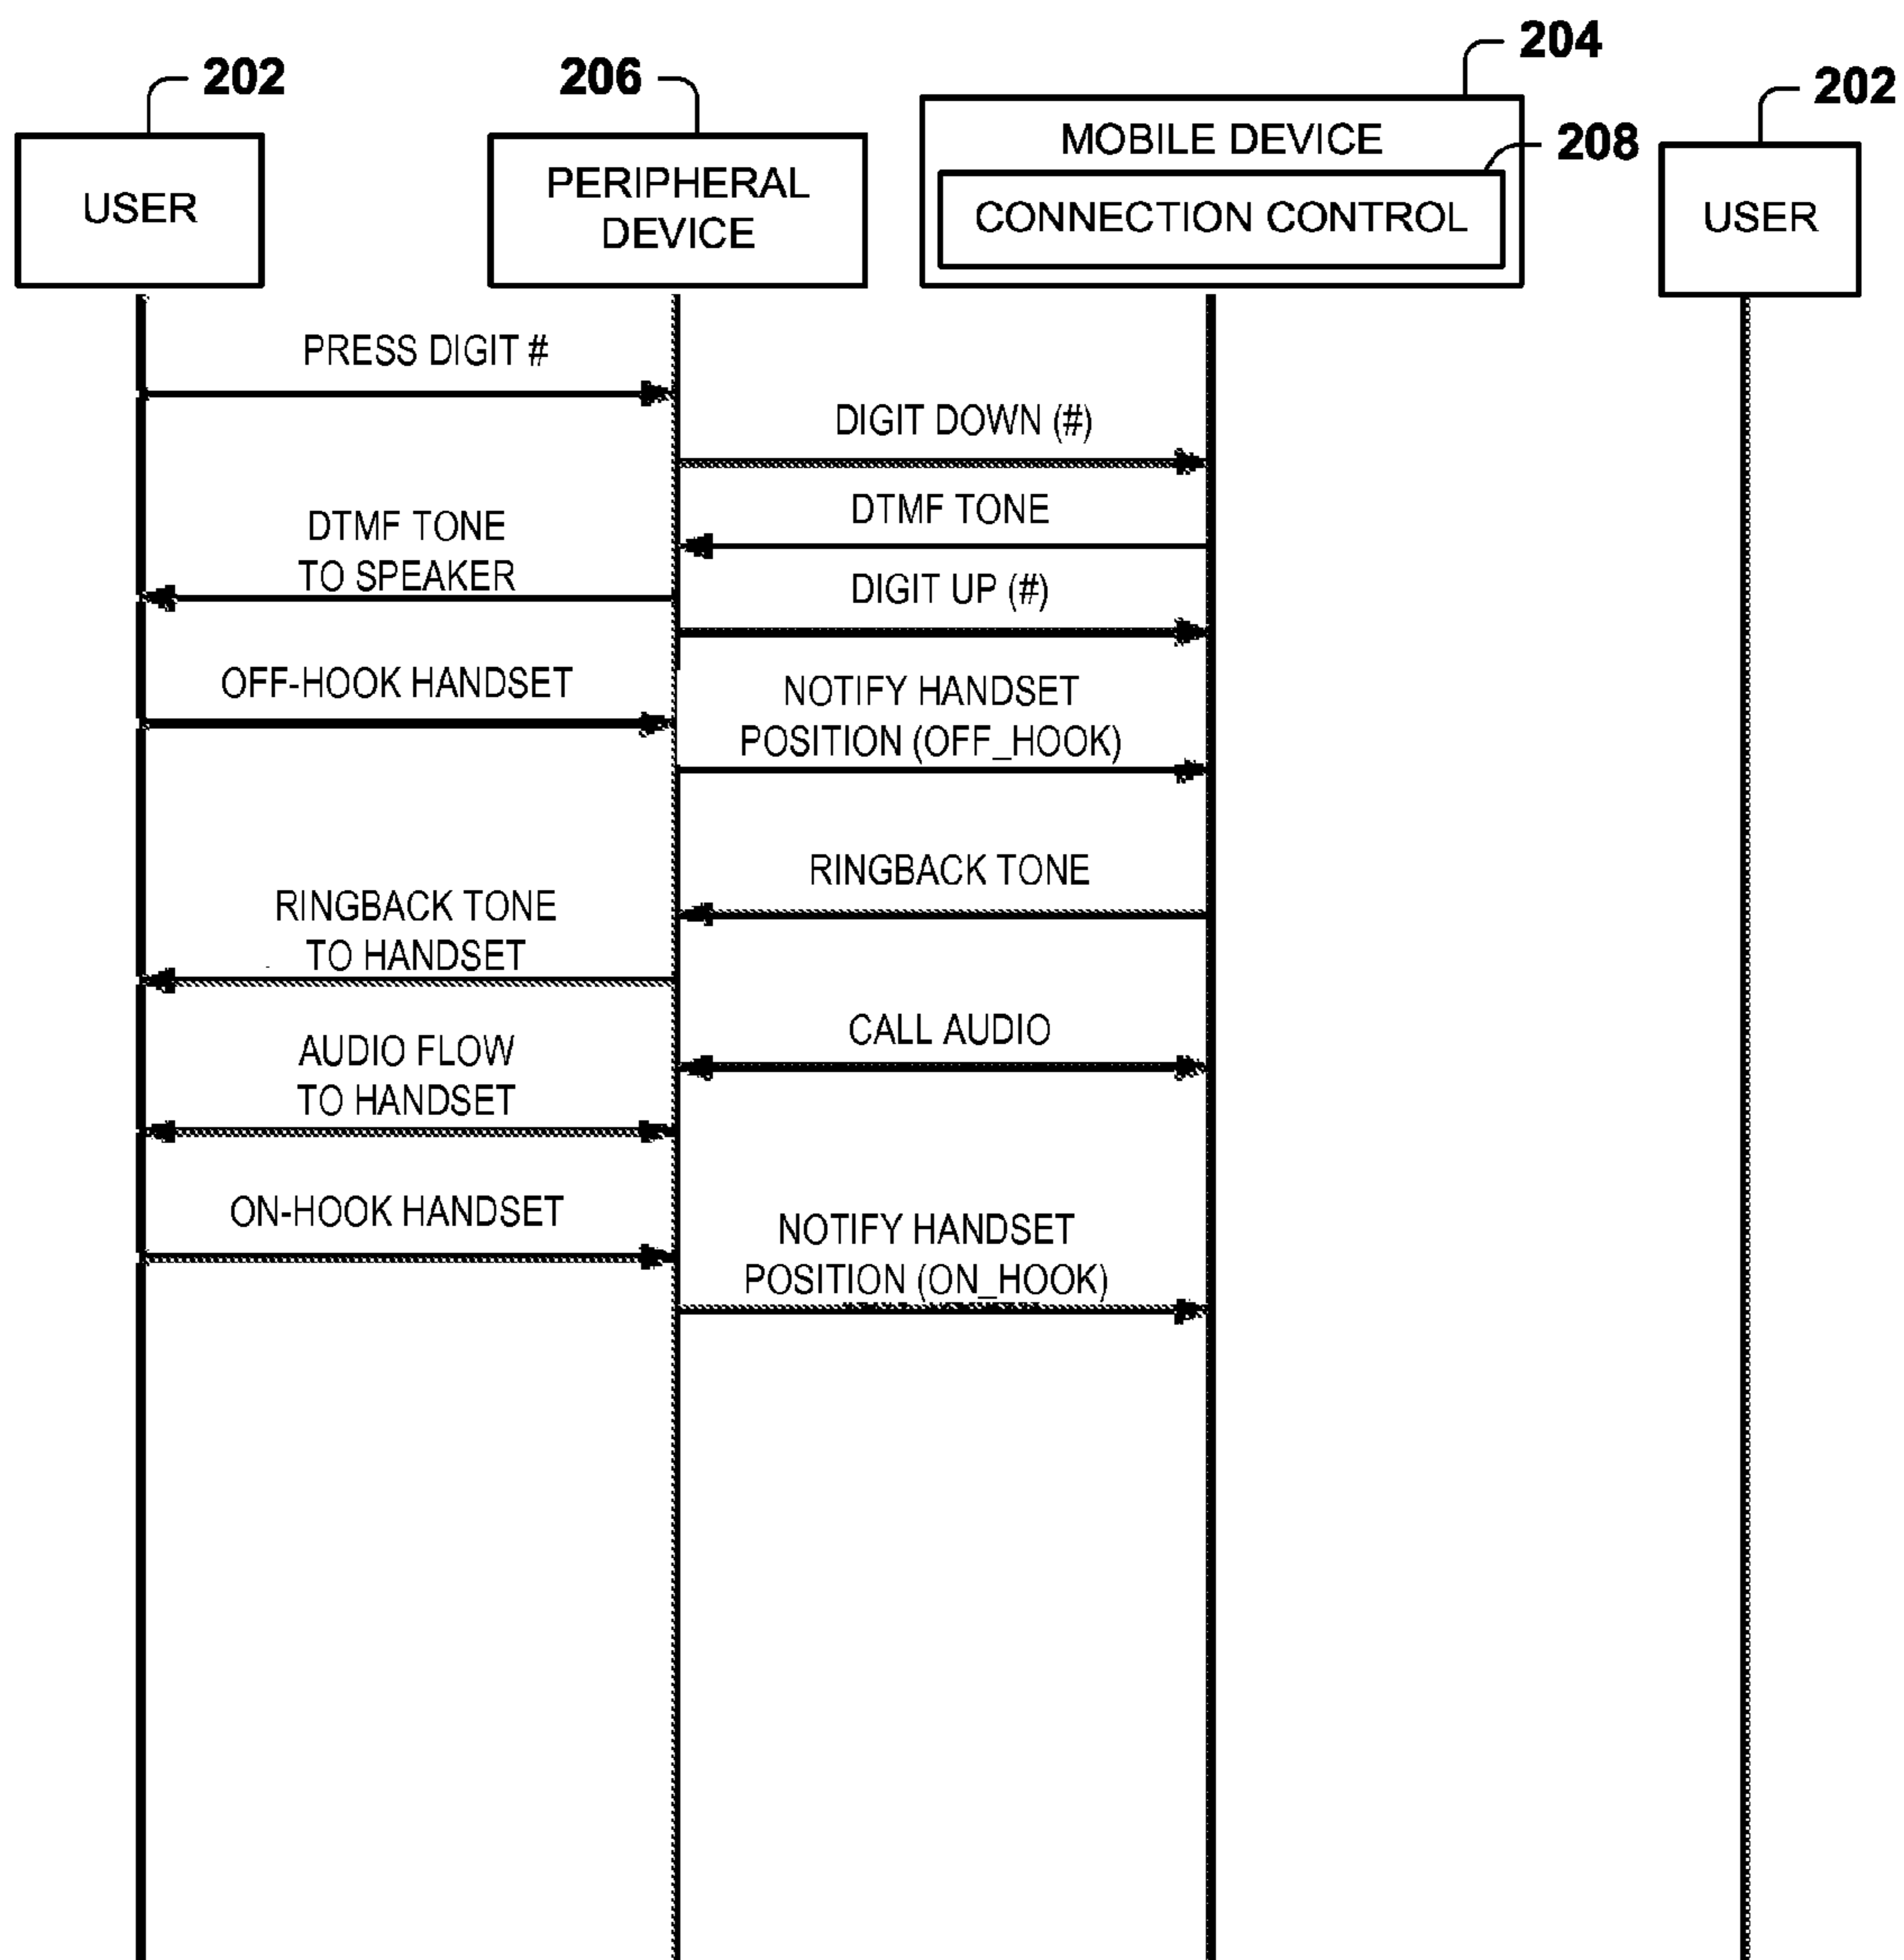 202
206
204
202
208
USER
PERIPHERAL
DEVICE
MOBILE DEVICE
CONNECTION CONTROL
USER
PRESS DIGIT #
DIGIT DOWN (#)
DTMF TONE
DTMF TONE
TO SPEAKER
DIGIT UP (#)
OFF-HOOK HANDSET
NOTIFY HANDSET
POSITION (OFF_HOOK)
RINGBACK TONE
RINGBACK TONE
TO HANDSET
CALL AUDIO
AUDIO FLOW
TO HANDSET
ON-HOOK HANDSET
NOTIFY HANDSET
POSITION (ON_HOOK)